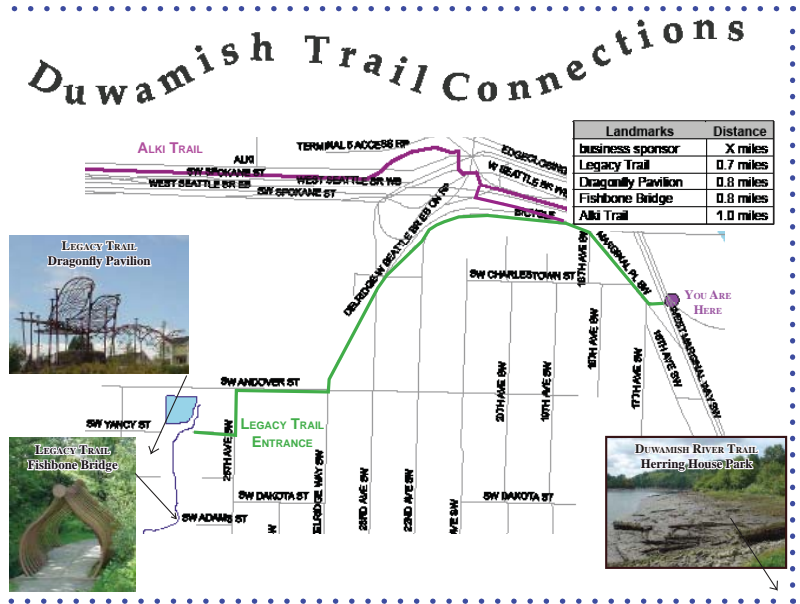 Duwamish Trail Connections
Landmarks Distance
business sponsor X miles
Legacy Trail 0.7 miles
Dragonfly Pavilion 0.8 miles
Fishbone Bridge 0.8 miles
Alki Trail 1.0 miles
ALKI TRAIL
TERMINAL 5 ACCESS RP
ALKI
SW SPOKANE ST
WEST SEATTLE BR WB
WEST SEATTLE BR EB
SW SPOKANE ST
EDGECLOSING
W SEATTLE BR WB
BICYCLE
DELRIDGE W SEATTLE BR EB ON RP
LEGACY TRAIL
Dragonfly Pavilion
SW CHARLESTOWN ST
18TH AVE SW
MARGINAL PL SW
YOU ARE
HERE
WEST MARGINAL WAY SW
16TH AVE SW
17TH AVE SW
18TH AVE SW
19TH AVE SW
20TH AVE SW
SW ANDOVER ST
SW YANCY ST
25TH AVE SW
LEGACY TRAIL
ENTRANCE
LEGACY TRAIL
Fishbone Bridge
SW ADAMS ST
SW DAKOTA ST
W
ELRIDGE WAY SW
23RD AVE SW
22ND AVE SW
AVE SW
SW DAKOTA ST
DUWAMISH RIVER TRAIL
Herring House Park